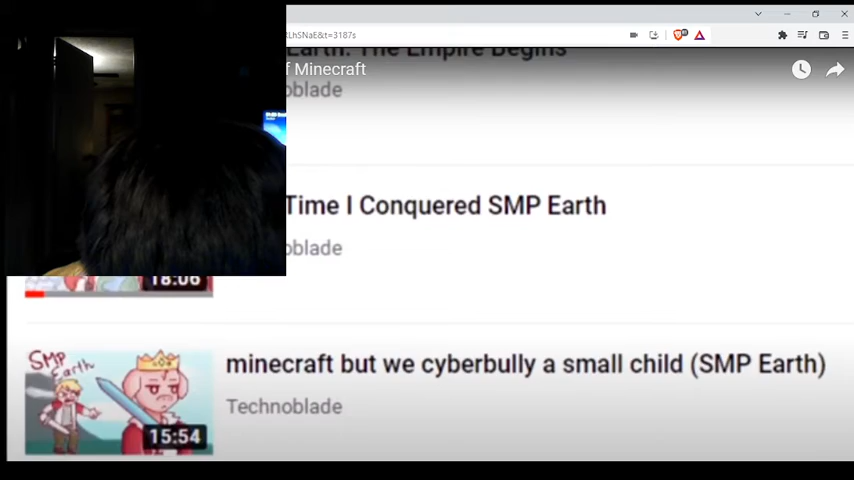 RLhSNaE&t=3187s
Earth: The Empire Begins
f Minecraft
oblade
Time I Conquered SMP Earth
oblade
18:06
SMP Earth
15:54
minecraft but we cyberbully a small child (SMP Earth)
Technoblade